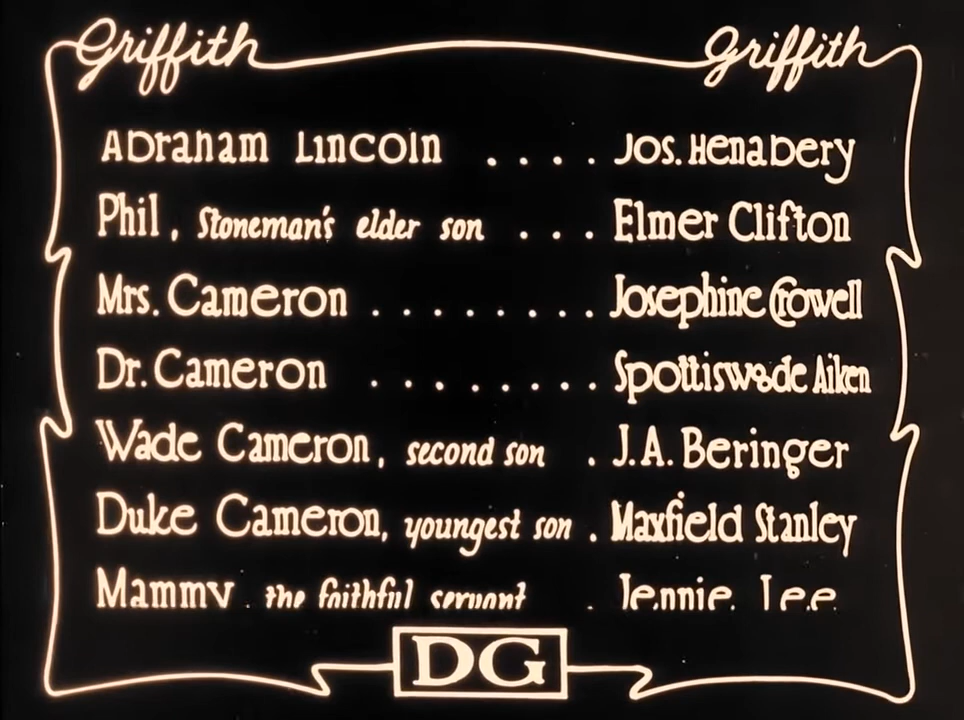 Griffith Griffith
Abraham Lincoln .... Jos. Henabery
Phil, Stoneman's elder son ... Elmer Clifton
Mrs. Cameron ........ Josephine Crowell
Dr. Cameron ........ Spottiswode Aiken
Wade Cameron, second son . J.A. Beringer
Duke Cameron, youngest son . Maxfield Stanley
Mammy, the faithful servant . Jennie Lee
DG